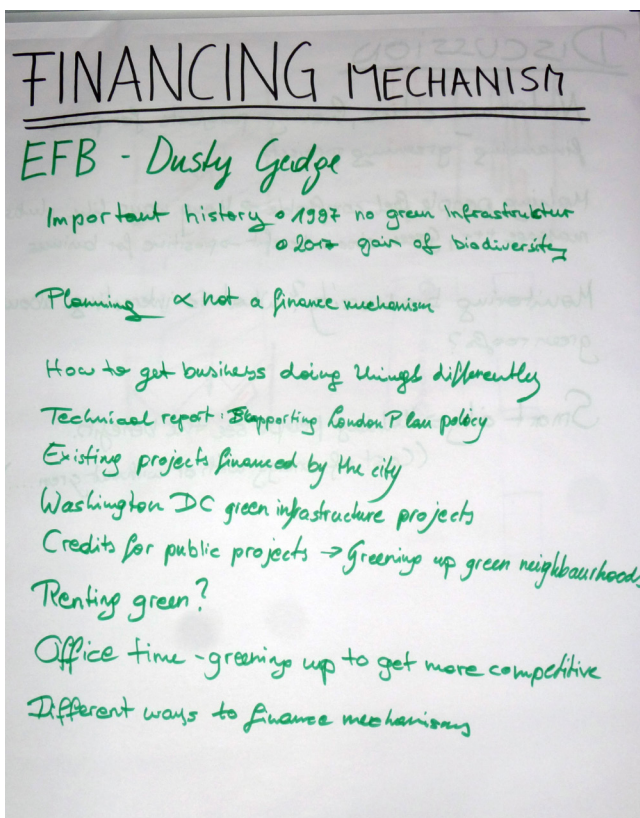 FINANCING MECHANISM
EFB - Dusty Gedge
Important history o 1997 no green infrastruktur
o 2017 gain of biodiversity
Planning ∝ not a finance mechanism
How to get business doing things differently
Technical report: Supporting London Plan policy
Existing projects financed by the city
Washington DC green infrastructure projects
Credits for public projects → Greening up green neighbourhoods
Renting green?
Office time - greening up to get more competitive
Different ways to finance mechanisms